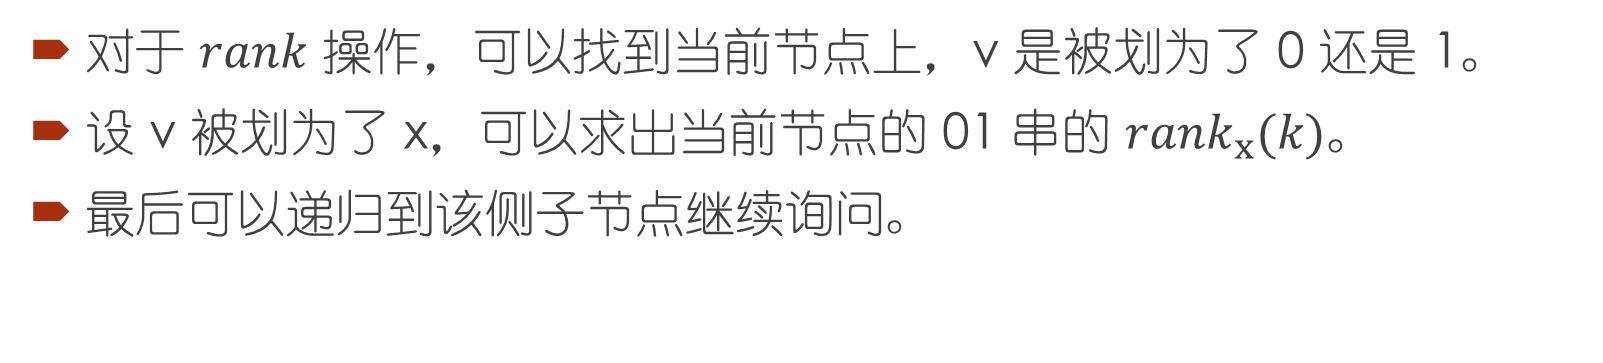 对于 rank 操作，可以找到当前节点上，v 是被划为了 0 还是 1。
设 v 被划为了 x，可以求出当前节点的 01 串的 rankₓ(k)。
最后可以递归到该侧子节点继续询问。